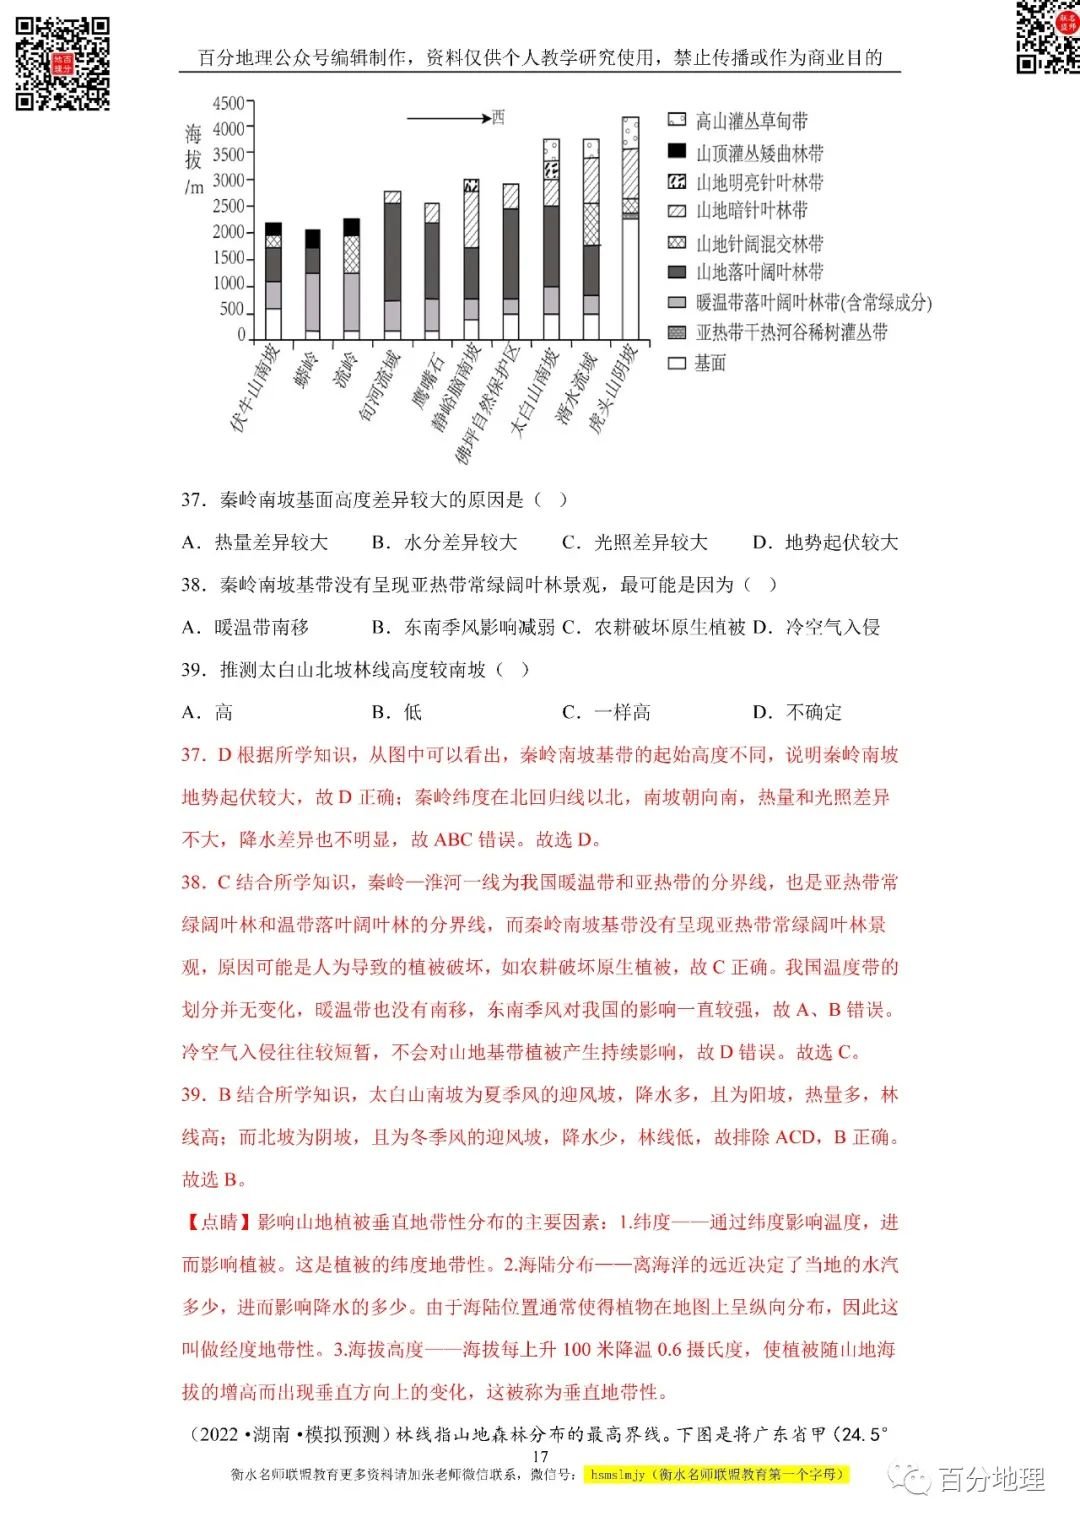 百分地理公众号编辑制作，资料仅供个人教学研究使用，禁止传播或作为商业目的
百分
地理
联名
盟师
海拔/m
4500
4000
3500
3000
2500
2000
1500
1000
500
0
西
高山灌丛草甸带
山顶灌丛矮曲林带
山地明亮针叶林带
山地暗针叶林带
山地针阔混交林带
山地落叶阔叶林带
暖温带落叶阔叶林带(含常绿成分)
亚热带干热河谷稀树灌丛带
基面
伏牛山南坡
蟒岭
流岭
旬河流域
鹰嘴石
静峪脑南坡
佛坪自然保护区
太白山南坡
湑水流域
虎头山阴坡
37．秦岭南坡基面高度差异较大的原因是（  ）
A．热量差异较大 B．水分差异较大 C．光照差异较大 D．地势起伏较大
38．秦岭南坡基带没有呈现亚热带常绿阔叶林景观，最可能是因为（  ）
A．暖温带南移 B．东南季风影响减弱 C．农耕破坏原生植被 D．冷空气入侵
39．推测太白山北坡林线高度较南坡（  ）
A．高 B．低 C．一样高 D．不确定
37．D 根据所学知识，从图中可以看出，秦岭南坡基带的起始高度不同，说明秦岭南坡
地势起伏较大，故 D 正确；秦岭纬度在北回归线以北，南坡朝向南，热量和光照差异
不大，降水差异也不明显，故 ABC 错误。故选 D。
38．C 结合所学知识，秦岭—淮河一线为我国暖温带和亚热带的分界线，也是亚热带常
绿阔叶林和温带落叶阔叶林的分界线，而秦岭南坡基带没有呈现亚热带常绿阔叶林景
观，原因可能是人为导致的植被破坏，如农耕破坏原生植被，故 C 正确。我国温度带的
划分并无变化，暖温带也没有南移，东南季风对我国的影响一直较强，故 A、B 错误。
冷空气入侵往往较短暂，不会对山地基带植被产生持续影响，故 D 错误。故选 C。
39．B 结合所学知识，太白山南坡为夏季风的迎风坡，降水多，且为阳坡，热量多，林
线高；而北坡为阴坡，且为冬季风的迎风坡，降水少，林线低，故排除 ACD，B 正确。
故选 B。
【点睛】影响山地植被垂直地带性分布的主要因素：1.纬度——通过纬度影响温度，进
而影响植被。这是植被的纬度地带性。2.海陆分布——离海洋的远近决定了当地的水汽
多少，进而影响降水的多少。由于海陆位置通常使得植物在地图上呈纵向分布，因此这
叫做经度地带性。3.海拔高度——海拔每上升 100 米降温 0.6 摄氏度，使植被随山地海
拔的增高而出现垂直方向上的变化，这被称为垂直地带性。
（2022·湖南·模拟预测）林线指山地森林分布的最高界线。下图是将广东省甲（24.5°
17
衡水名师联盟教育更多资料请加张老师微信联系，微信号： hsmslmjy（衡水名师联盟教育第一个字母）
百分地理